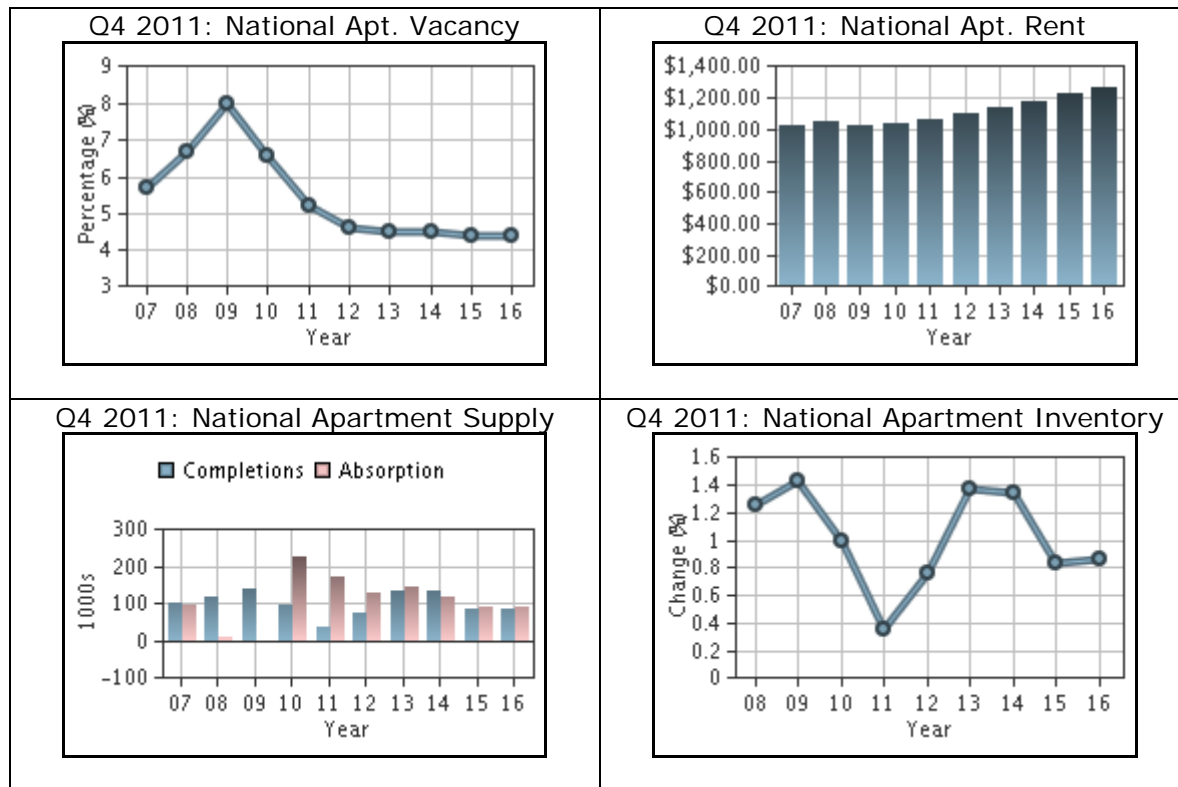 Q4 2011: National Apt. Vacancy
Percentage (%)
9
8
7
6
5
4
3
07 08 09 10 11 12 13 14 15 16
Year
Q4 2011: National Apt. Rent
$1,400.00
$1,200.00
$1,000.00
$800.00
$600.00
$400.00
$200.00
$0.00
07 08 09 10 11 12 13 14 15 16
Year
Q4 2011: National Apartment Supply
Completions Absorption
1000s
300
200
100
0
-100
07 08 09 10 11 12 13 14 15 16
Year
Q4 2011: National Apartment Inventory
Change (%)
1.6
1.4
1.2
1
0.8
0.6
0.4
0.2
0
08 09 10 11 12 13 14 15 16
Year